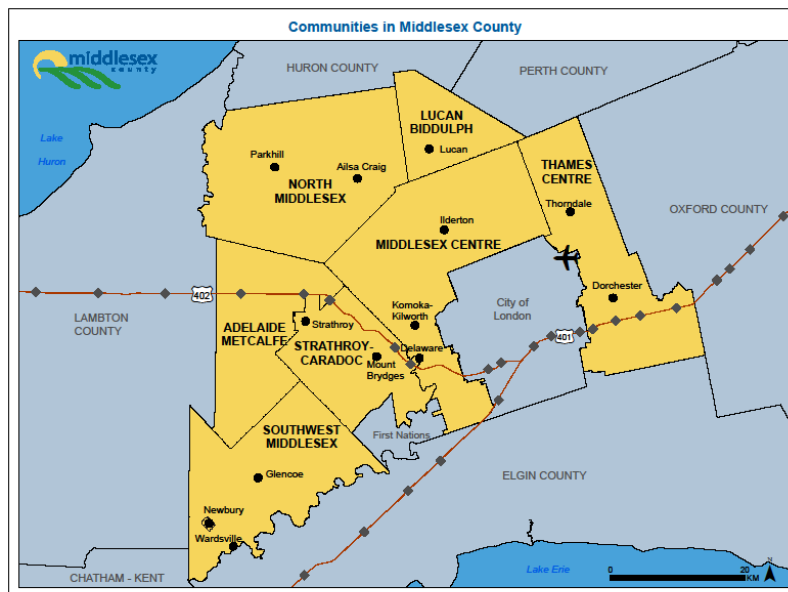 Communities in Middlesex County
middlesex
county
HURON COUNTY
PERTH COUNTY
Lake
Huron
LUCAN
BIDDULPH
Lucan
Parkhill
Ailsa Craig
NORTH
MIDDLESEX
THAMES
CENTRE
Thorndale
OXFORD COUNTY
Ilderton
MIDDLESEX CENTRE
402
Dorchester
LAMBTON
COUNTY
Komoka-
Kilworth
City of
London
ADELAIDE
METCALFE
Strathroy
STRATHROY-
CARADOC
Mount
Brydges
Delaware
401
SOUTHWEST
MIDDLESEX
First Nations
Glencoe
ELGIN COUNTY
Newbury
Wardsville
CHATHAM - KENT
Lake Erie
0
20
KM
N